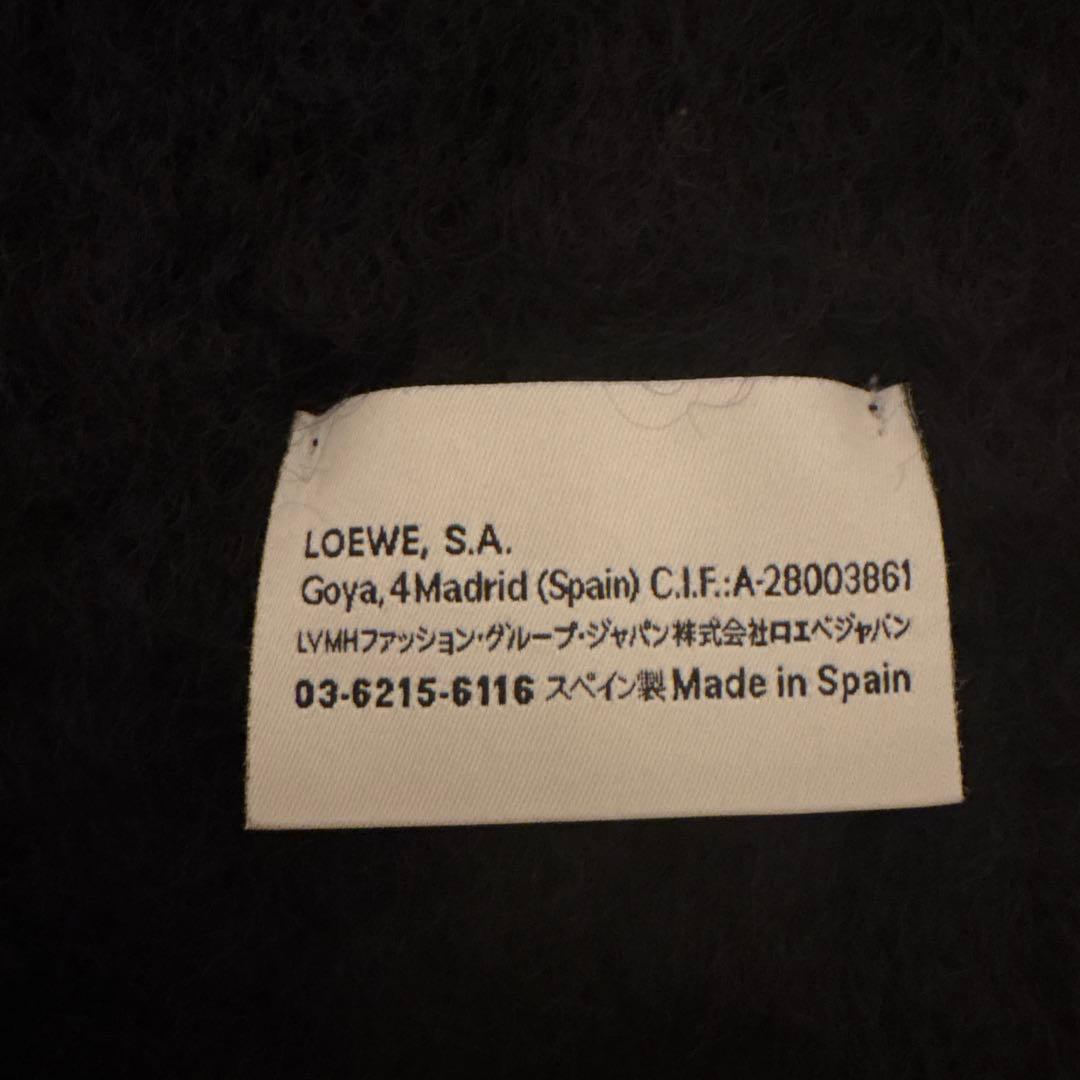 LOEWE, S.A.
Goya, 4 Madrid (Spain) C.I.F.:A-28003861
LVMHファッション・グループ・ジャパン株式会社ロエベジャパン
03-6215-6116 スペイン製 Made in Spain